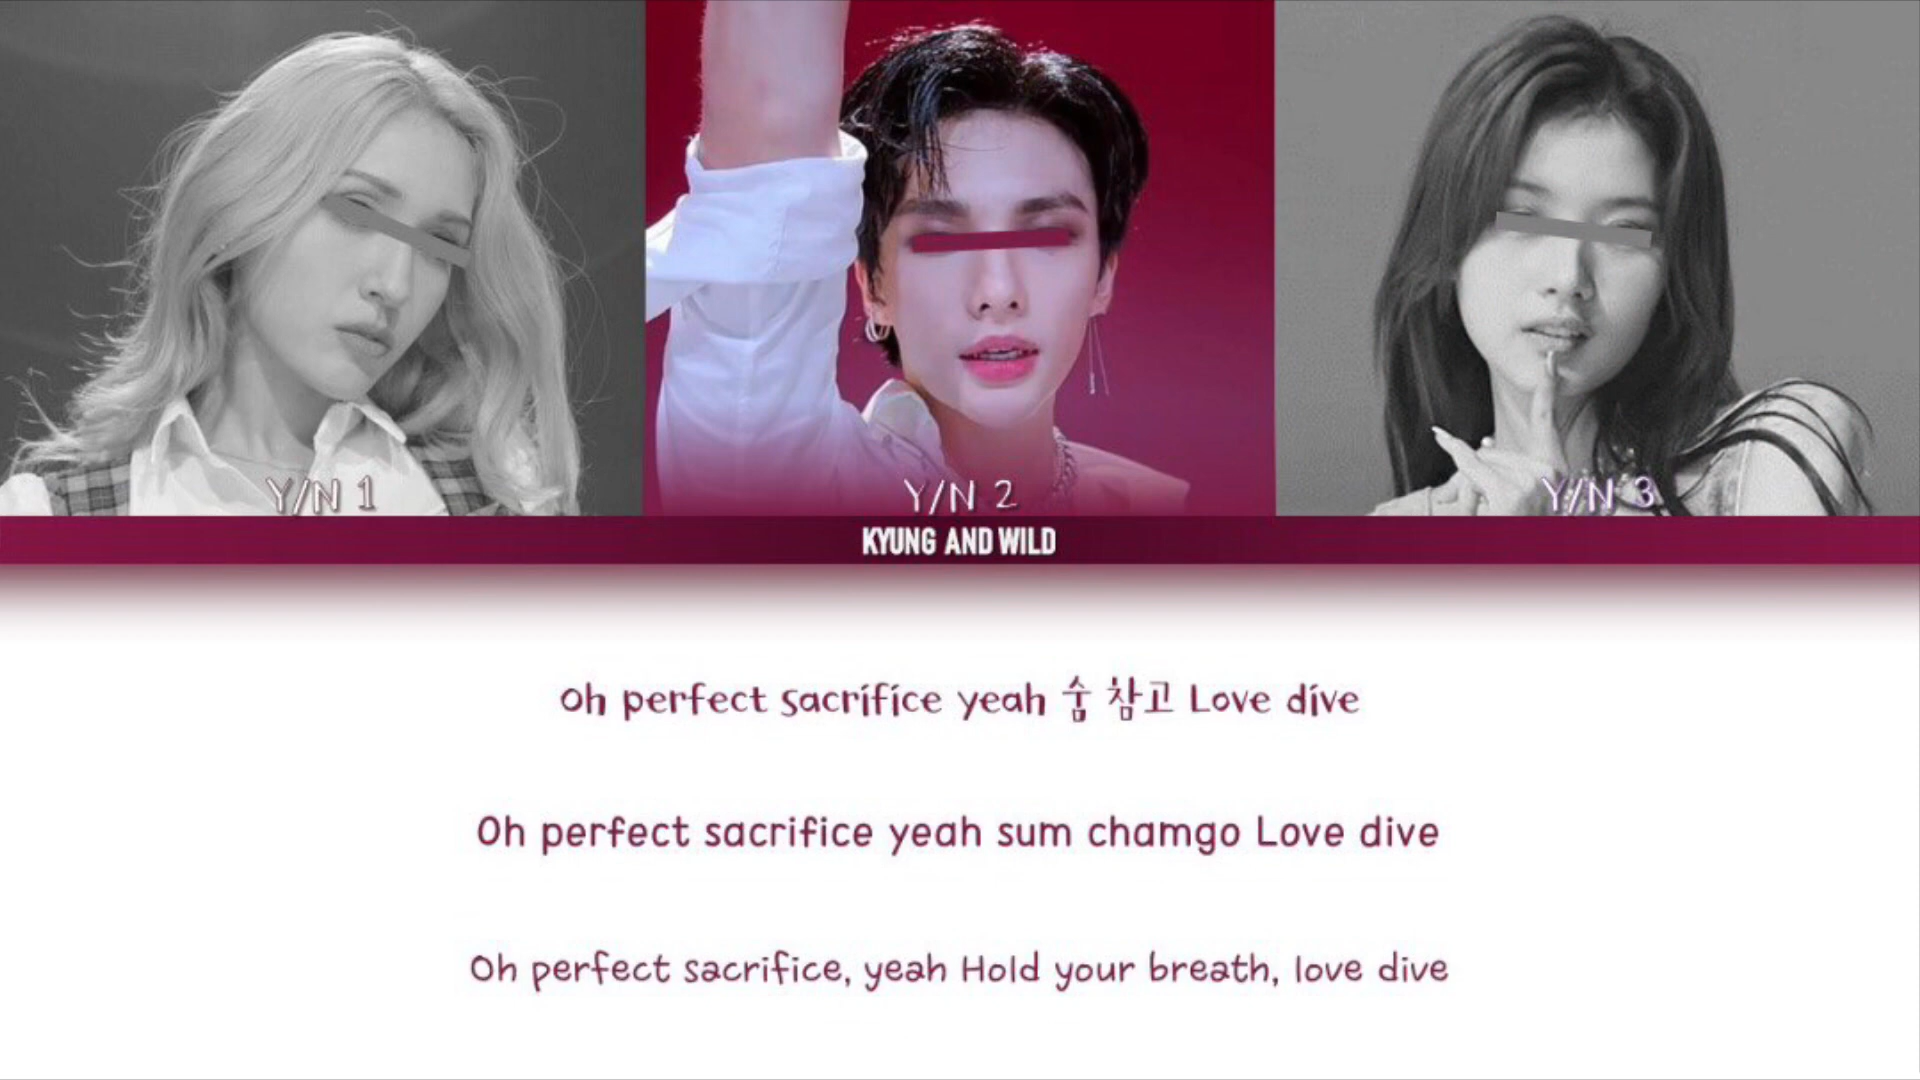 Y/N 1
Y/N 2
Y/N 3
KYUNG AND WILD
Oh perfect sacrifice yeah 숨 참고 Love dive
Oh perfect sacrifice yeah sum chamgo Love dive
Oh perfect sacrifice, yeah Hold your breath, love dive